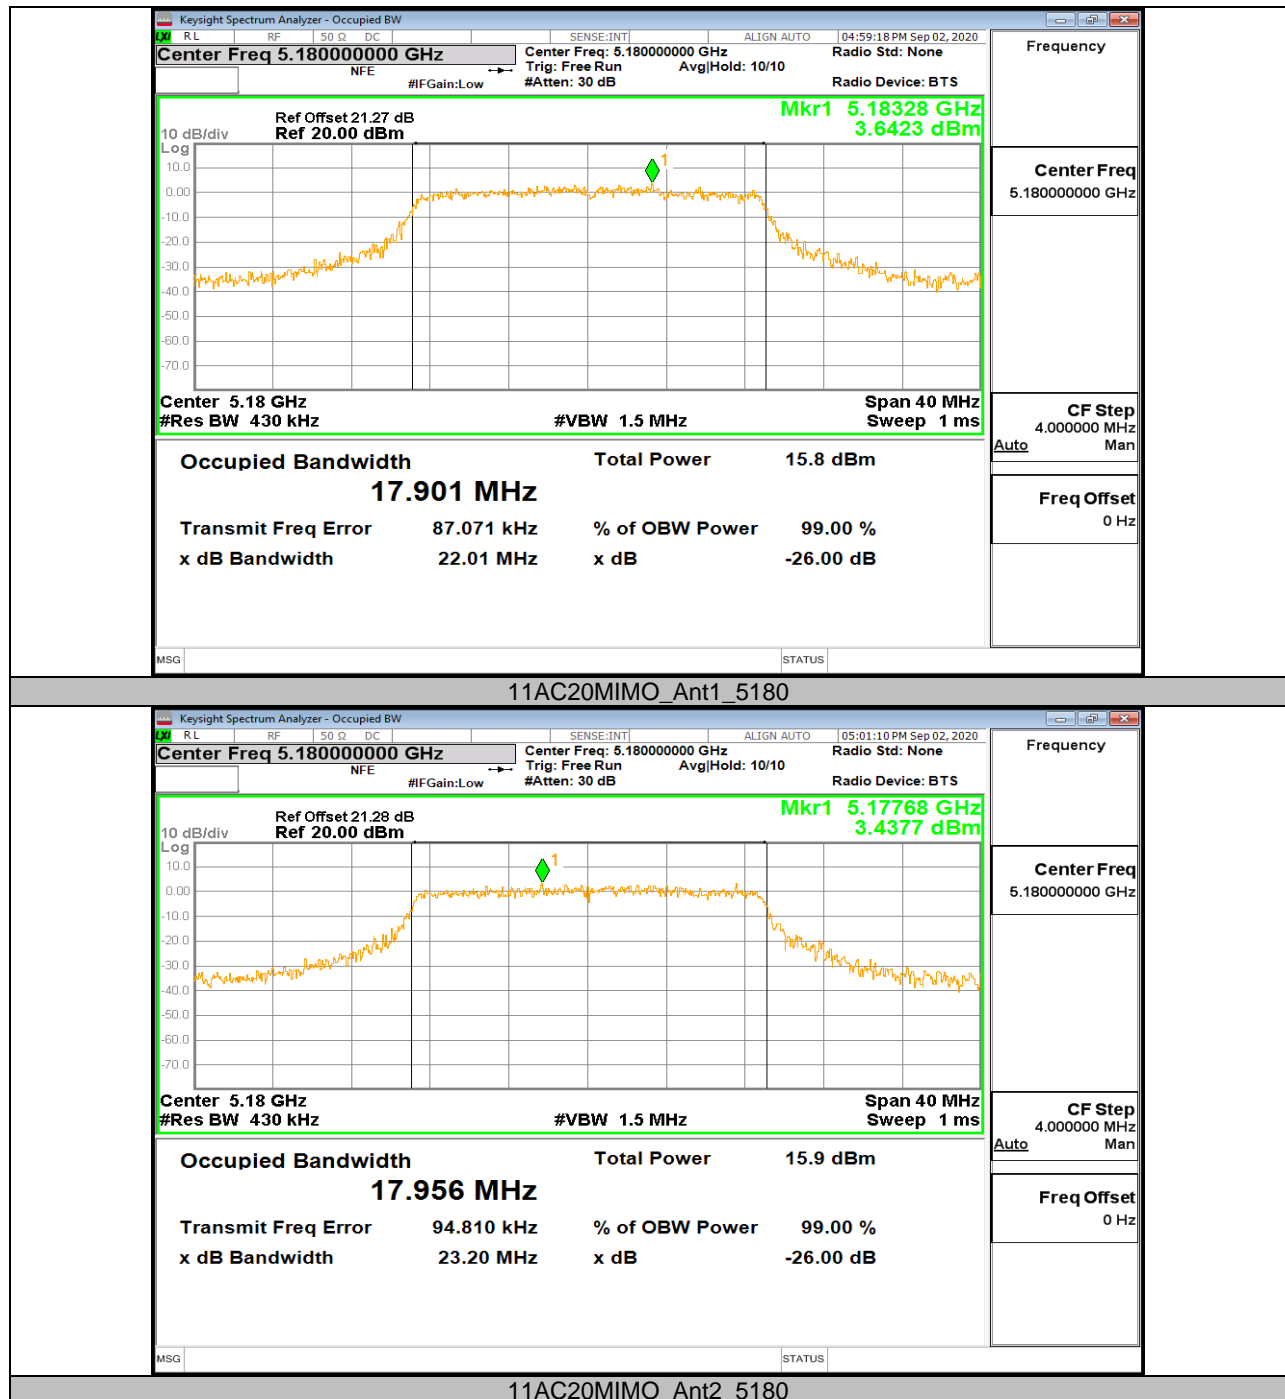 Keysight Spectrum Analyzer - Occupied BW
LXI RL RF 50 Ω DC SENSE:INT ALIGN AUTO 04:59:18 PM Sep 02, 2020
Center Freq 5.180000000 GHz
NFE
#IFGain:Low
Center Freq: 5.180000000 GHz
Trig: Free Run Avg|Hold: 10/10
#Atten: 30 dB
Radio Std: None
Radio Device: BTS
Frequency
Mkr1 5.18328 GHz
3.6423 dBm
Ref Offset 21.27 dB
10 dB/div Ref 20.00 dBm
Log
10.0
1
0.00
-10.0
-20.0
-30.0
-40.0
-50.0
-60.0
-70.0
Center Freq
5.180000000 GHz
Center 5.18 GHz Span 40 MHz
#Res BW 430 kHz #VBW 1.5 MHz Sweep 1 ms
CF Step
4.000000 MHz
Auto Man
Occupied Bandwidth Total Power 15.8 dBm
17.901 MHz
Transmit Freq Error 87.071 kHz % of OBW Power 99.00 %
x dB Bandwidth 22.01 MHz x dB -26.00 dB
Freq Offset
0 Hz
MSG STATUS
11AC20MIMO_Ant1_5180
Keysight Spectrum Analyzer - Occupied BW
LXI RL RF 50 Ω DC SENSE:INT ALIGN AUTO 05:01:10 PM Sep 02, 2020
Center Freq 5.180000000 GHz
NFE
#IFGain:Low
Center Freq: 5.180000000 GHz
Trig: Free Run Avg|Hold: 10/10
#Atten: 30 dB
Radio Std: None
Radio Device: BTS
Frequency
Mkr1 5.17768 GHz
3.4377 dBm
Ref Offset 21.28 dB
10 dB/div Ref 20.00 dBm
Log
10.0
1
0.00
-10.0
-20.0
-30.0
-40.0
-50.0
-60.0
-70.0
Center Freq
5.180000000 GHz
Center 5.18 GHz Span 40 MHz
#Res BW 430 kHz #VBW 1.5 MHz Sweep 1 ms
CF Step
4.000000 MHz
Auto Man
Occupied Bandwidth Total Power 15.9 dBm
17.956 MHz
Transmit Freq Error 94.810 kHz % of OBW Power 99.00 %
x dB Bandwidth 23.20 MHz x dB -26.00 dB
Freq Offset
0 Hz
MSG STATUS
11AC20MIMO_Ant2_5180